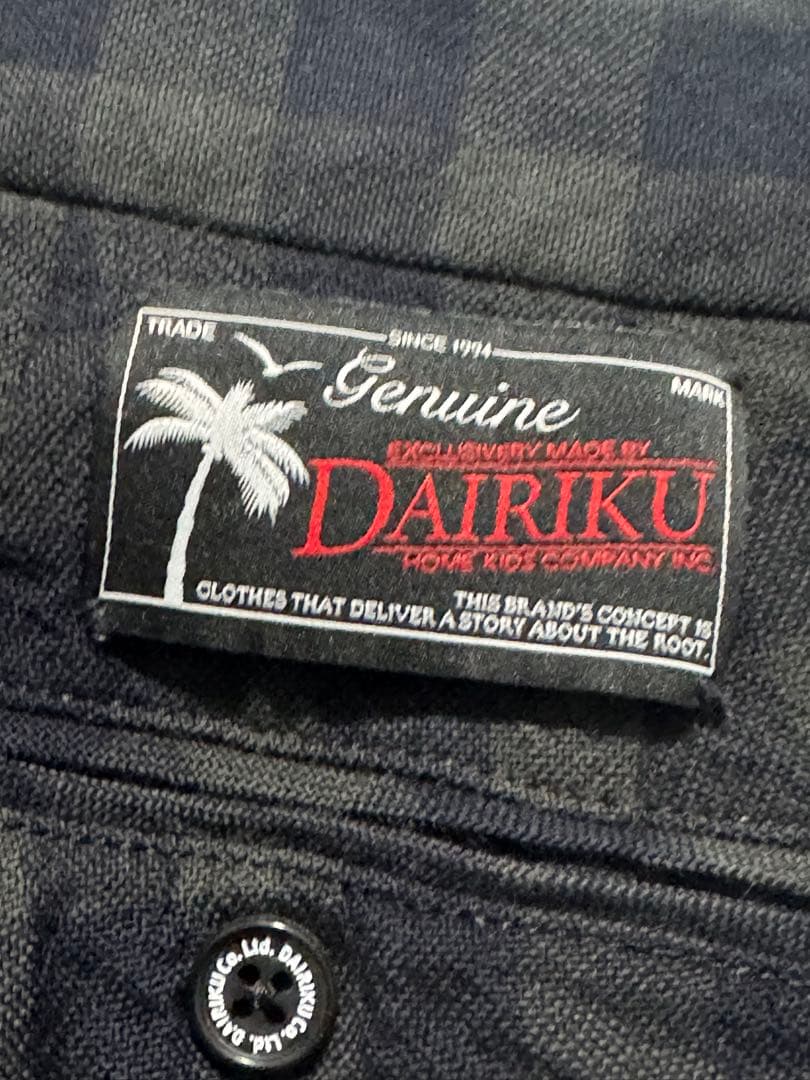 TRADE
SINCE 1994
MARK
Genuine
EXCLUSIVERY MADE BY
DAIRIKU
HOME KIDS COMPANY INC
THIS BRAND'S CONCEPT IS
CLOTHES THAT DELIVER A STORY ABOUT THE ROOT.
DAIRIKU Co. Ltd. DAIRIKU Co. Ltd.